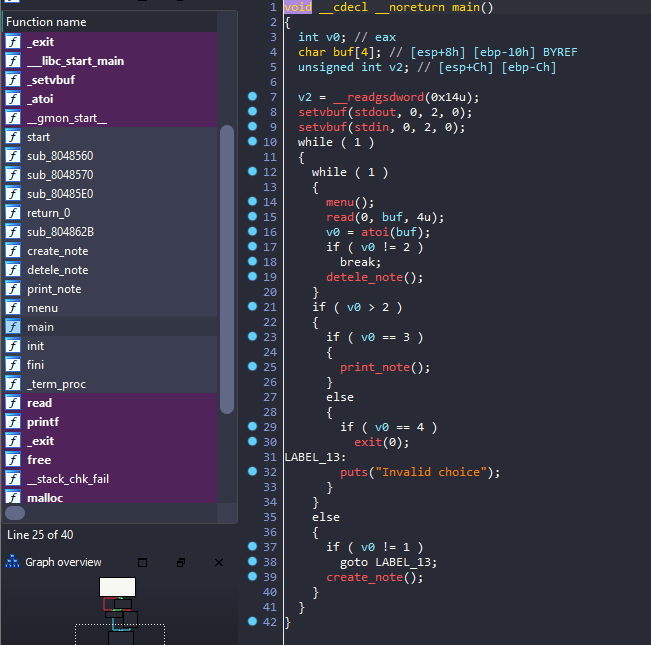 Function name
_exit
__libc_start_main
_setvbuf
_atoi
__gmon_start__
start
sub_8048560
sub_8048570
sub_80485E0
return_0
sub_804862B
create_note
detele_note
print_note
menu
main
init
fini
_term_proc
read
printf
_exit
free
__stack_chk_fail
malloc
Line 25 of 40
Graph overview
1 void __cdecl __noreturn main()
2 {
3 int v0; // eax
4 char buf[4]; // [esp+8h] [ebp-10h] BYREF
5 unsigned int v2; // [esp+Ch] [ebp-Ch]
6
7 v2 = __readgsdword(0x14u);
8 setvbuf(stdout, 0, 2, 0);
9 setvbuf(stdin, 0, 2, 0);
10 while ( 1 )
11 {
12 while ( 1 )
13 {
14 menu();
15 read(0, buf, 4u);
16 v0 = atoi(buf);
17 if ( v0 != 2 )
18 break;
19 detele_note();
20 }
21 if ( v0 > 2 )
22 {
23 if ( v0 == 3 )
24 {
25 print_note();
26 }
27 else
28 {
29 if ( v0 == 4 )
30 exit(0);
31 LABEL_13:
32 puts("Invalid choice");
33 }
34 }
35 else
36 {
37 if ( v0 != 1 )
38 goto LABEL_13;
39 create_note();
40 }
41 }
42 }